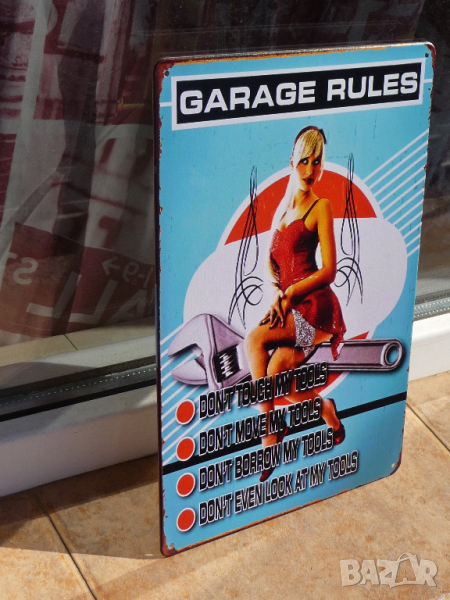 GARAGE RULES
DON'T TOUCH MY TOOLS
DON'T MOVE MY TOOLS
DON'T BORROW MY TOOLS
DON'T EVEN LOOK AT MY TOOLS
BAZAR